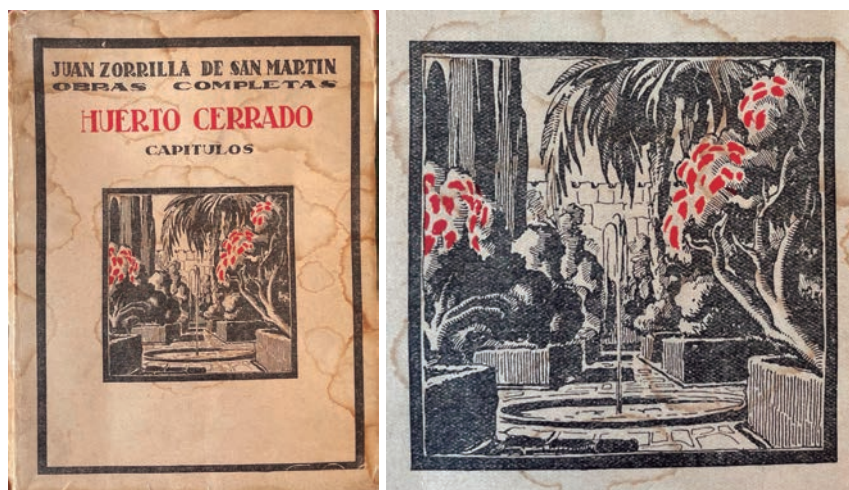 JUAN ZORRILLA DE SAN MARTIN
OBRAS COMPLETAS
HUERTO CERRADO
CAPITULOS